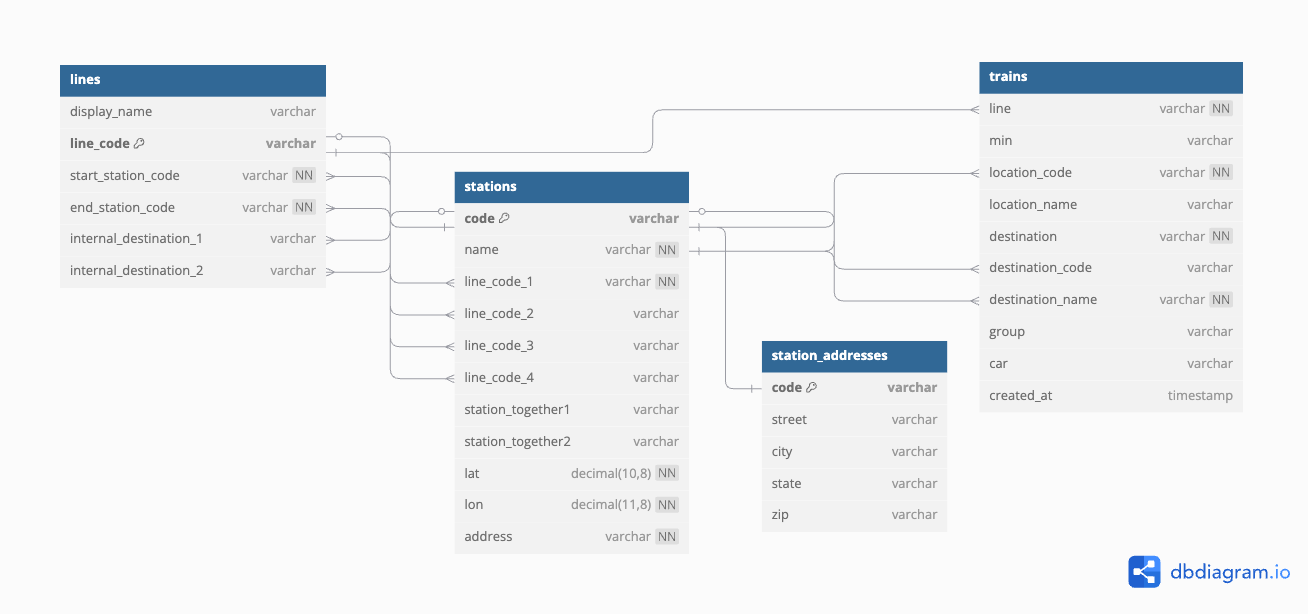 lines
display_name varchar
line_code varchar
start_station_code varchar NN
end_station_code varchar NN
internal_destination_1 varchar
internal_destination_2 varchar
stations
code varchar
name varchar NN
line_code_1 varchar NN
line_code_2 varchar
line_code_3 varchar
line_code_4 varchar
station_together1 varchar
station_together2 varchar
lat decimal(10,8) NN
lon decimal(11,8) NN
address varchar NN
station_addresses
code varchar
street varchar
city varchar
state varchar
zip varchar
trains
line varchar NN
min varchar
location_code varchar NN
location_name varchar
destination varchar NN
destination_code varchar
destination_name varchar NN
group varchar
car varchar
created_at timestamp
dbdiagram.io